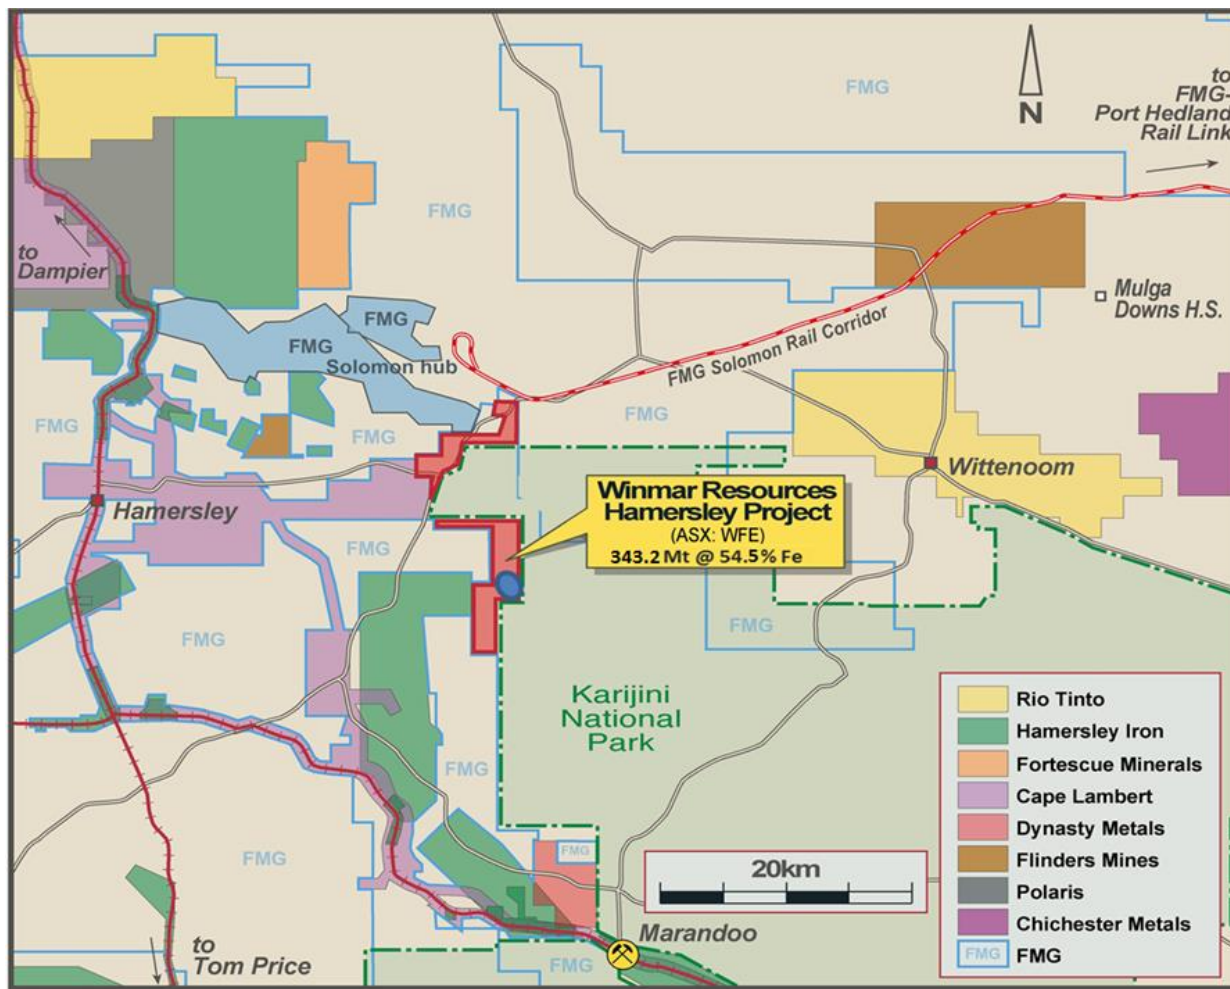 FMG
to
FMG-
Port Hedland
Rail Link
N
FMG
to
Dampier
Mulga
Downs H.S.
FMG
FMG
Solomon hub
FMG Solomon Rail Corridor
FMG
FMG
FMG
Wittenoom
Hamersley
Winmar Resources
Hamersley Project
(ASX: WFE)
343.2 Mt @ 54.5% Fe
FMG
FMG
FMG
Karijini
National
Park
FMG
FMG
FMG
20km
Marandoo
to
Tom Price
FMG
Rio Tinto
Hamersley Iron
Fortescue Minerals
Cape Lambert
Dynasty Metals
Flinders Mines
Polaris
Chichester Metals
FMG FMG